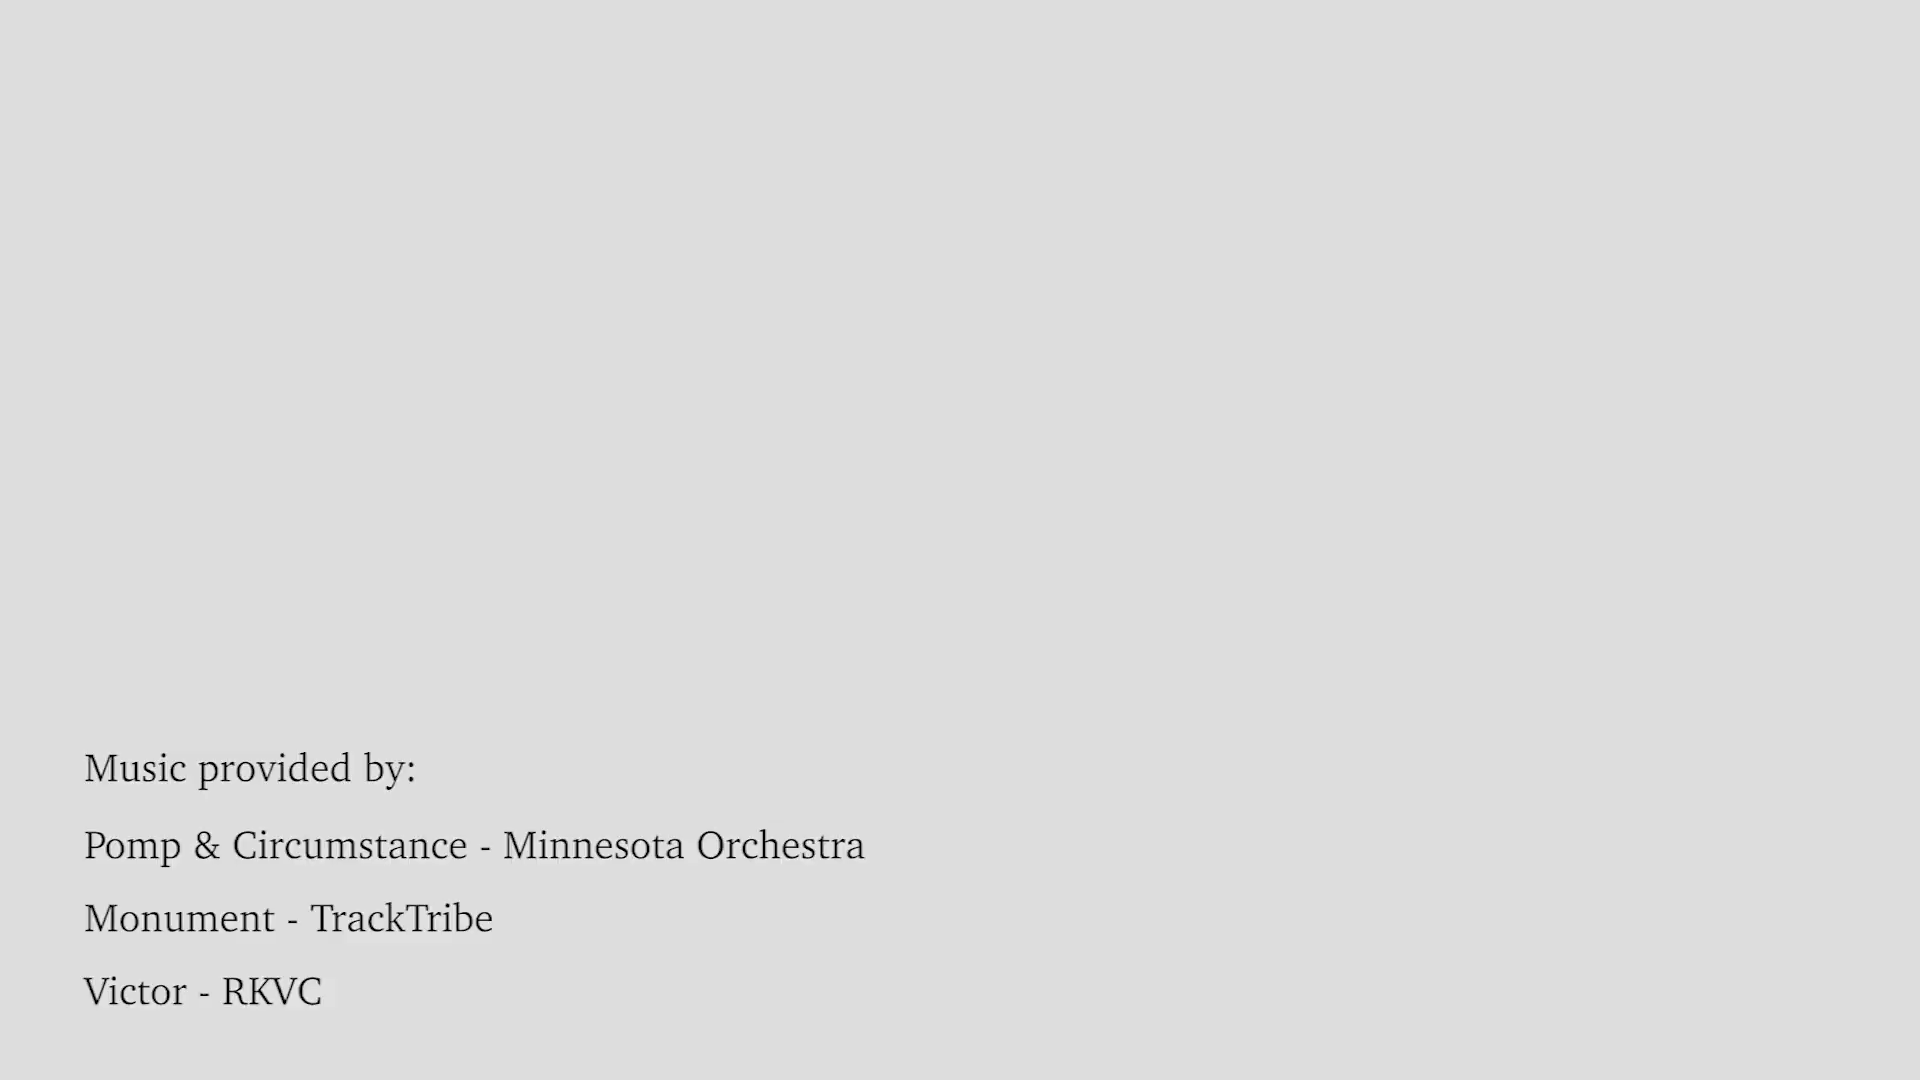 Music provided by:
Pomp & Circumstance - Minnesota Orchestra
Monument - TrackTribe
Victor - RKVC